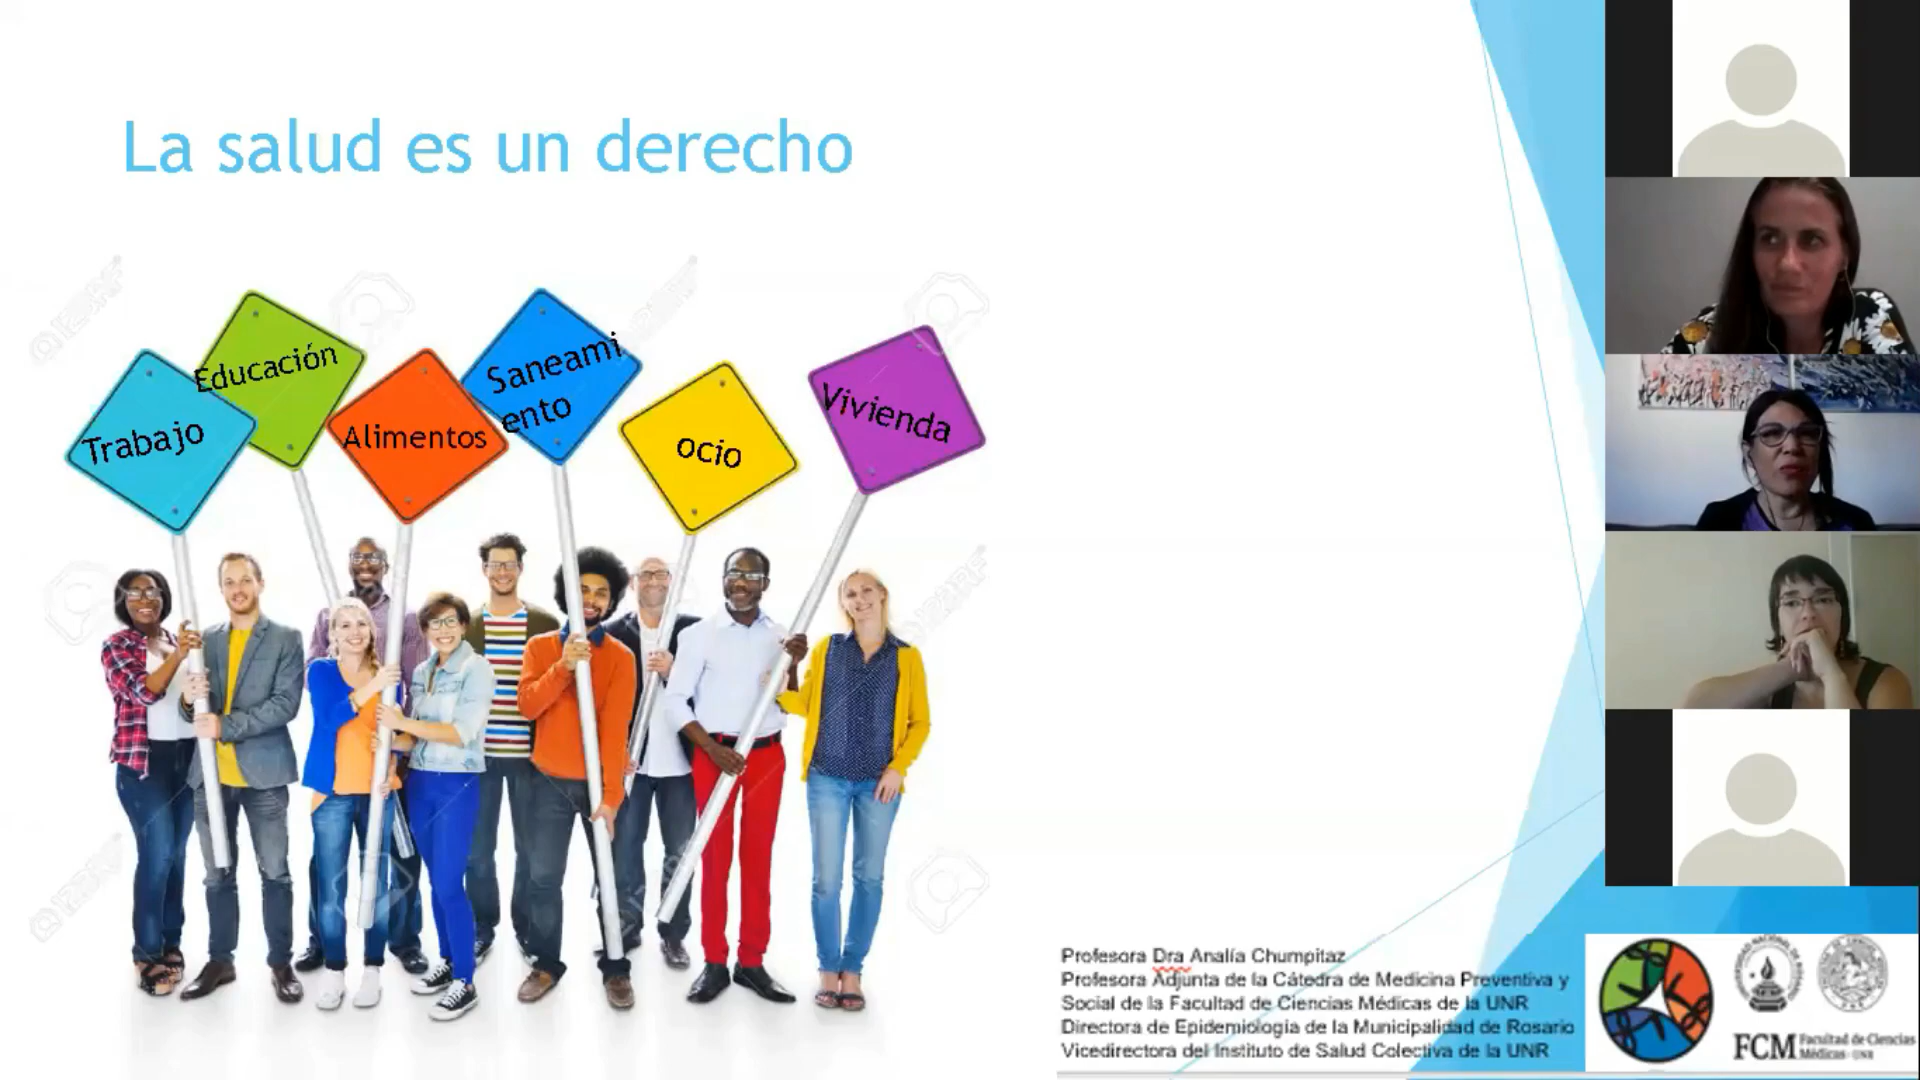 La salud es un derecho
Educación
Saneami
ento
Trabajo
Alimentos
ocio
Vivienda
Profesora Dra Analía Chumpitaz
Profesora Adjunta de la Cátedra de Medicina Preventiva y
Social de la Facultad de Ciencias Médicas de la UNR
Directora de Epidemiología de la Municipalidad de Rosario
Vicedirectora del Instituto de Salud Colectiva de la UNR
FCM
Facultad de Ciencias
Médicas · UNR
123RF